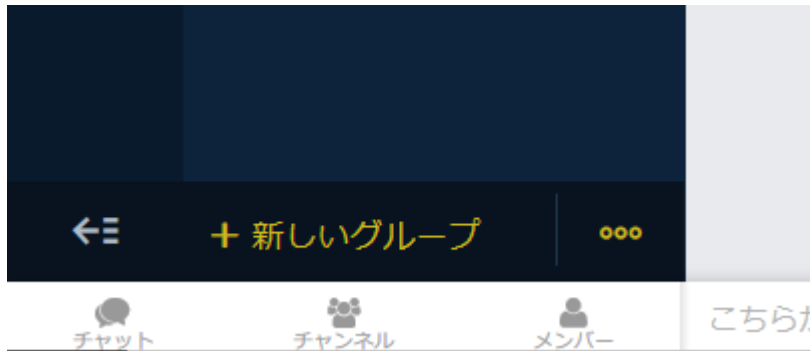 + 新しいグループ
チャット
チャンネル
メンバー
こちらか